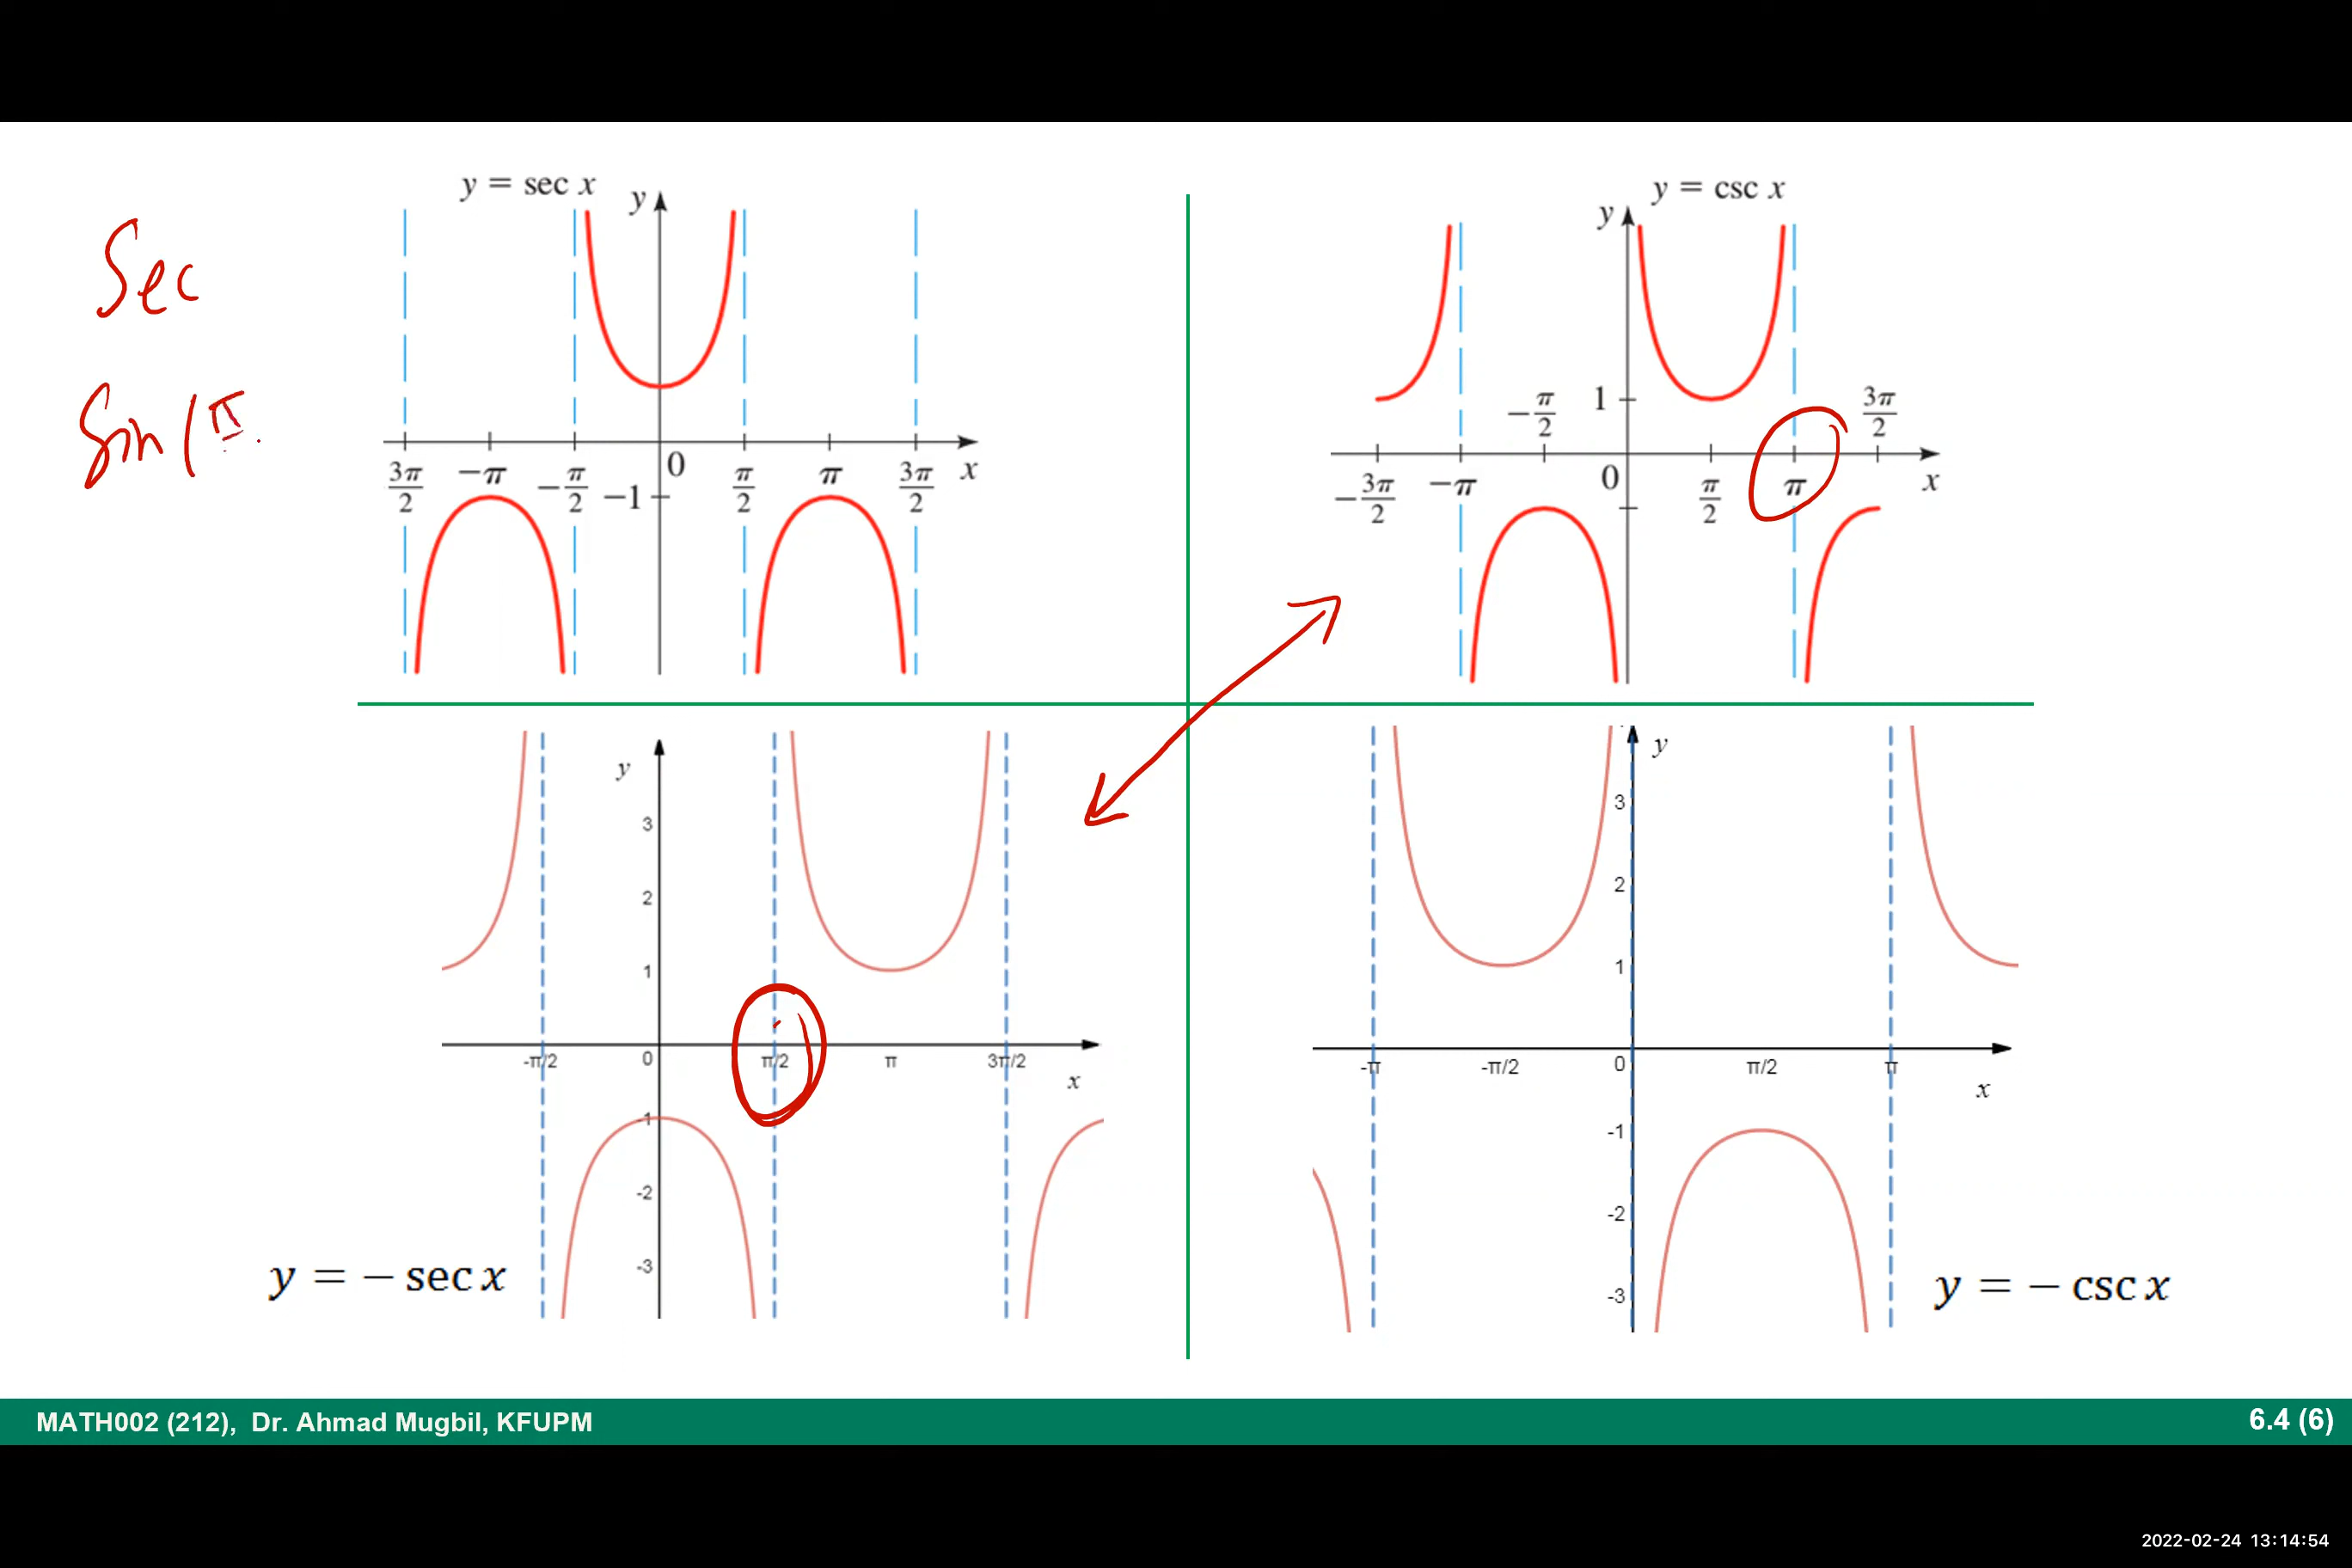 y = sec x
y
Sec
Sin (π
0
x
3π/2 −π −π/2 −1 π/2 π 3π/2
y = csc x
y
1
−π/2
3π/2
0
x
−3π/2 −π π/2 π
y
3
2
1
-π/2 0 π/2 π 3π/2
x
-1
-2
-3
y = − sec x
y
3
2
1
-π -π/2 0 π/2 π
x
-1
-2
-3
y = − csc x
MATH002 (212), Dr. Ahmad Mugbil, KFUPM
6.4 (6)
2022-02-24 13:14:54